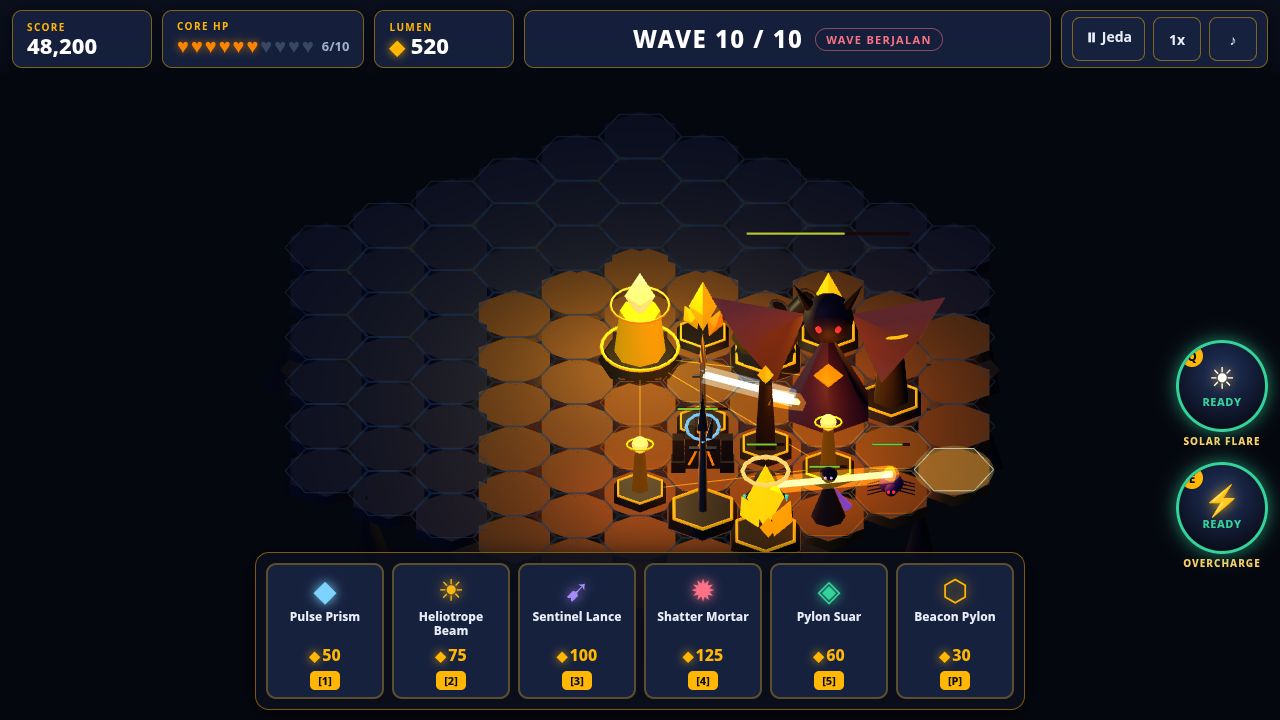 SCORE
48,200
CORE HP
6/10
LUMEN
520
WAVE 10 / 10
WAVE BERJALAN
Jeda
1x
READY
SOLAR FLARE
E
READY
OVERCHARGE
Pulse Prism
50
[1]
Heliotrope
Beam
75
[2]
Sentinel Lance
100
[3]
Shatter Mortar
125
[4]
Pylon Suar
60
[5]
Beacon Pylon
30
[P]